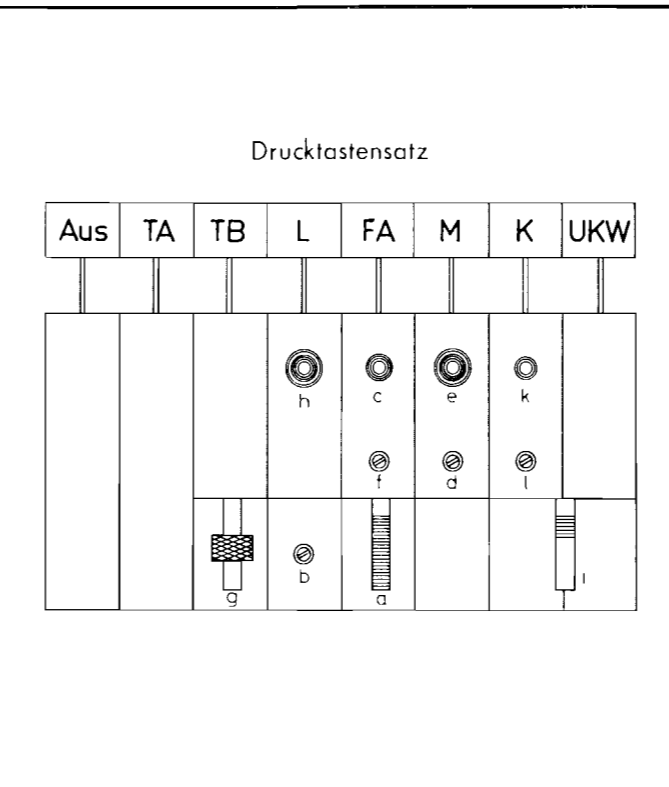 Drucktastensatz
Aus TA TB L FA M K UKW
h c e k
f d l
g b a i